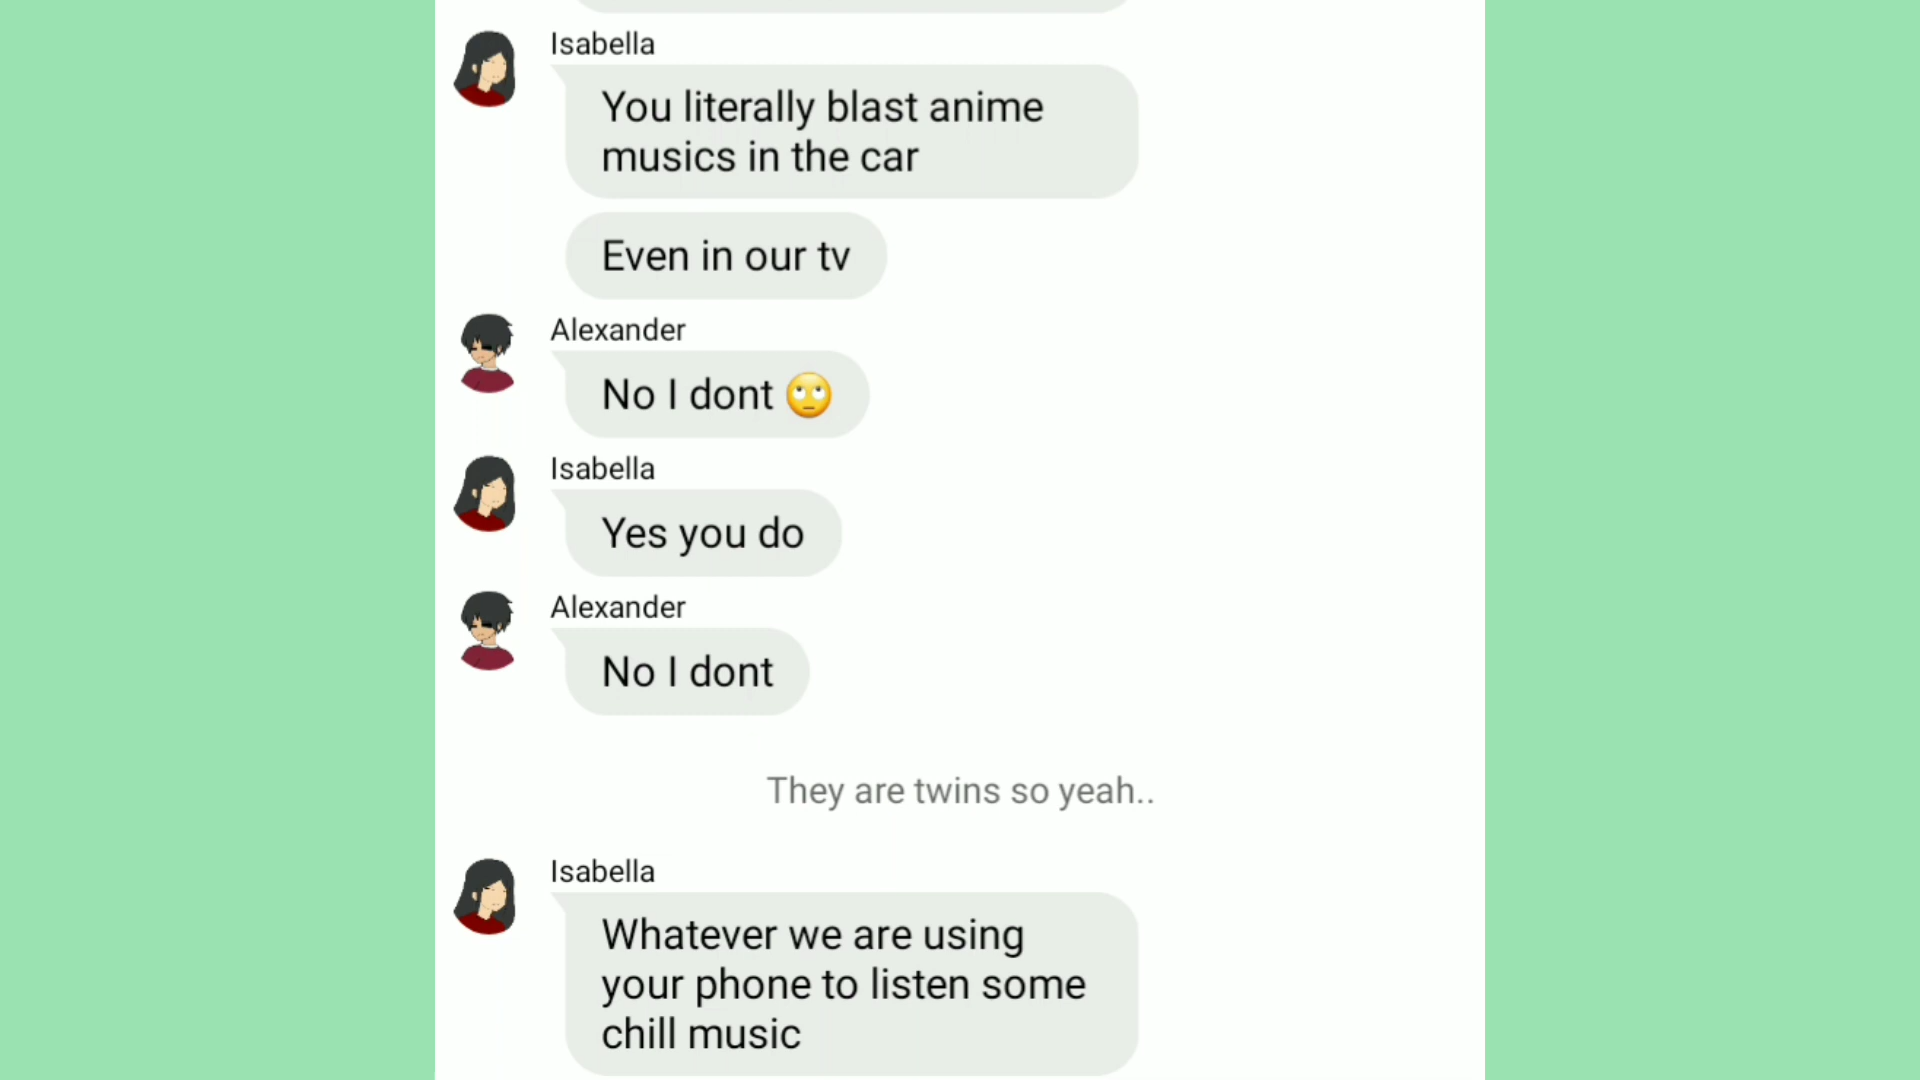 Isabella
You literally blast anime
musics in the car
Even in our tv
Alexander
No I dont 🙄
Isabella
Yes you do
Alexander
No I dont
They are twins so yeah..
Isabella
Whatever we are using
your phone to listen some
chill music